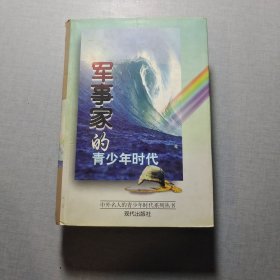 军事家
的
青少年时代
中外名人的青少年时代系列丛书
现代出版社